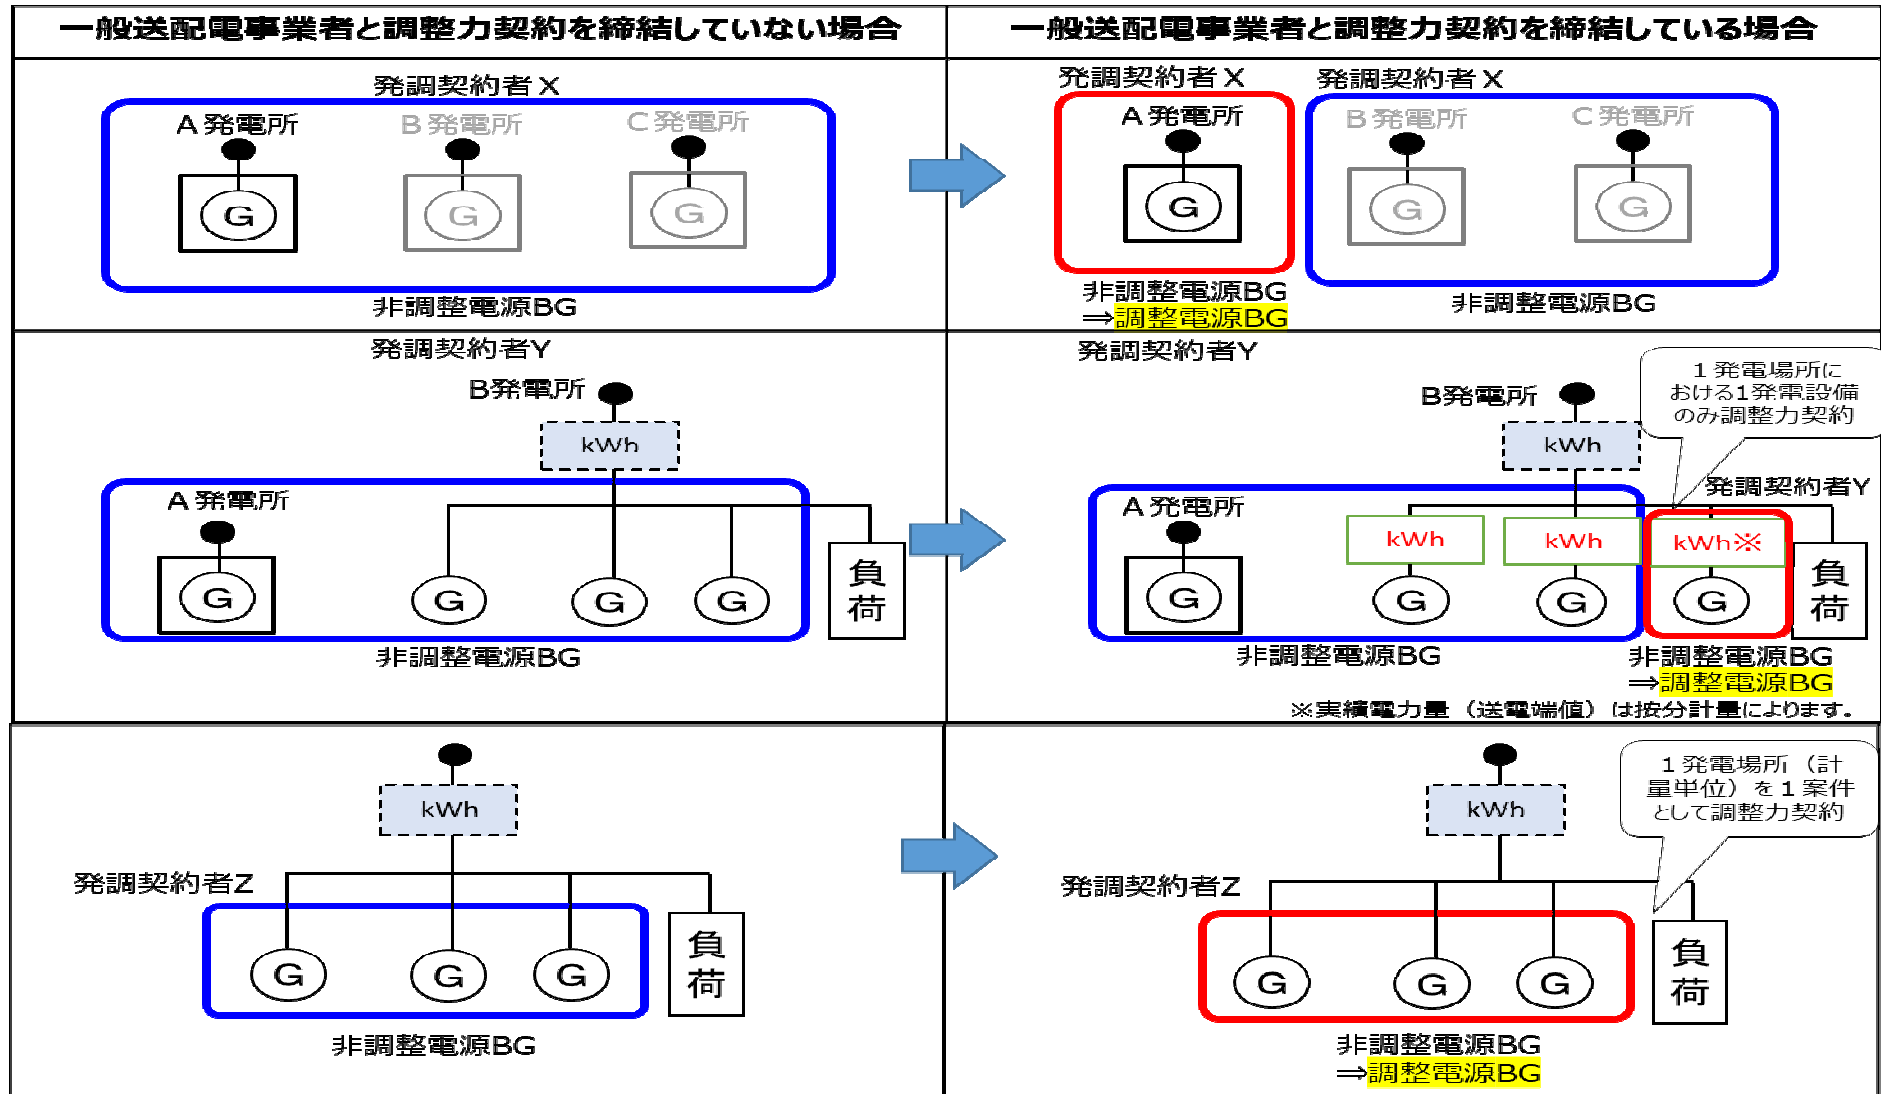 一般送配電事業者と調整力契約を締結していない場合
一般送配電事業者と調整力契約を締結している場合
発調契約者X
A発電所
B発電所
C発電所
G
G
G
非調整電源BG
発調契約者X
発調契約者X
A発電所
B発電所
C発電所
G
G
G
非調整電源BG
⇒調整電源BG
非調整電源BG
発調契約者Y
B発電所
kWh
A発電所
G
G
G
G
負荷
非調整電源BG
発調契約者Y
B発電所
kWh
1発電場所に
おける1発電設備
のみ調整力契約
発調契約者Y
A発電所
kWh
kWh
kWh※
G
G
G
G
負荷
非調整電源BG
非調整電源BG
⇒調整電源BG
※実績電力量（送電端値）は按分計量によります。
kWh
発調契約者Z
G
G
G
負荷
非調整電源BG
kWh
1発電場所（計
量単位）を1案件
として調整力契約
発調契約者Z
G
G
G
負荷
非調整電源BG
⇒調整電源BG